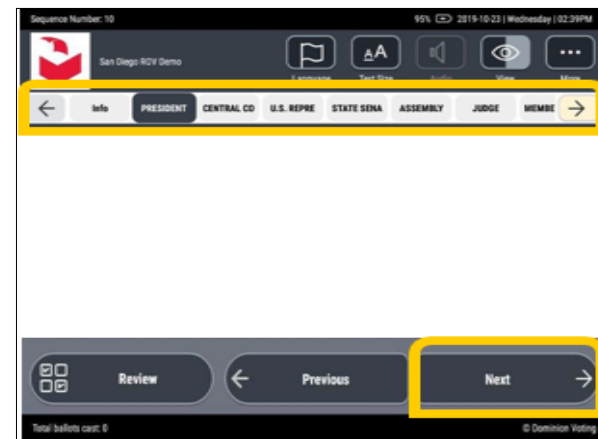 Sequence Number: 10 95% 2019-10-23 | Wednesday | 02:39PM
San Diego RCV Demo
Language AA Text Size Audio View More
Info PRESIDENT CENTRAL CO U.S. REPRE STATE SENA ASSEMBLY JUDGE MEMBE
Review Previous Next
Total ballots cast: 0 © Dominion Voting